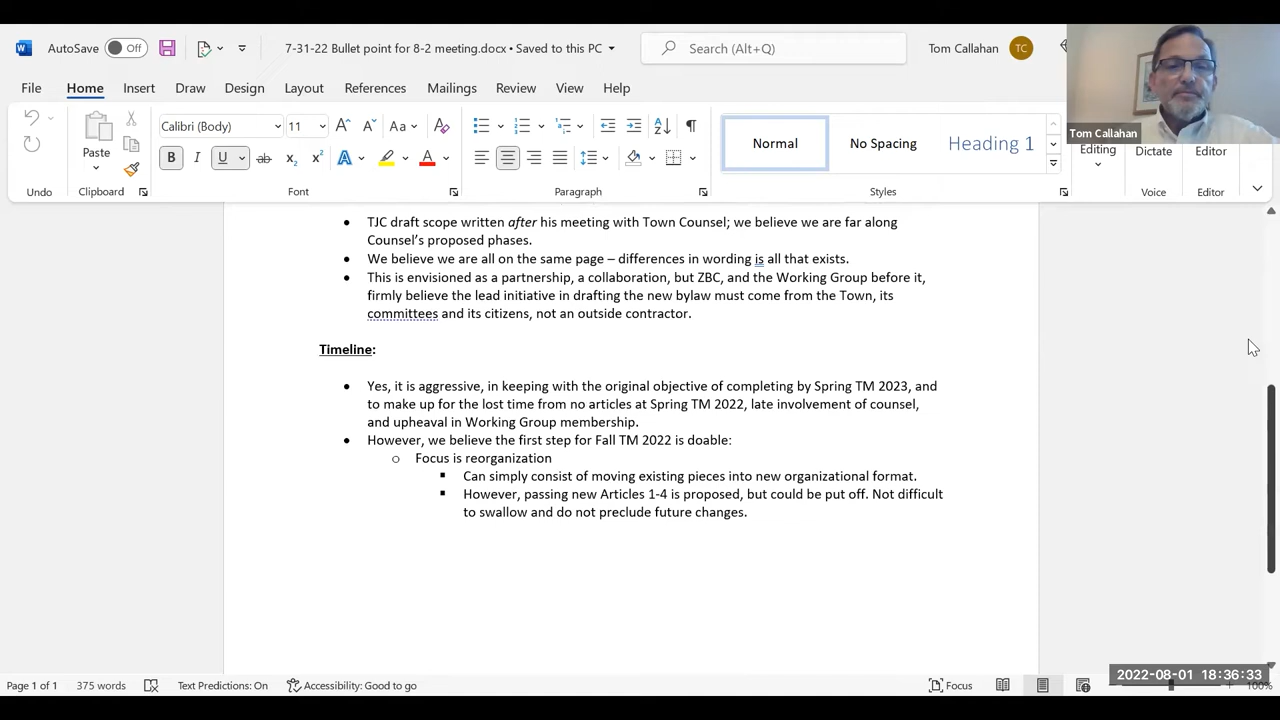 AutoSave Off 7-31-22 Bullet point for 8-2 meeting.docx • Saved to this PC Search (Alt+Q) Tom Callahan TC
File Home Insert Draw Design Layout References Mailings Review View Help
Tom Callahan
Calibri (Body) 11 Aa A
Paste B I U ab x₂ x² A A Normal No Spacing Heading 1 Editing Dictate Editor
Undo Clipboard Font Paragraph Styles Voice Editor
• TJC draft scope written after his meeting with Town Counsel; we believe we are far along
Counsel's proposed phases.
• We believe we are all on the same page – differences in wording is all that exists.
• This is envisioned as a partnership, a collaboration, but ZBC, and the Working Group before it,
firmly believe the lead initiative in drafting the new bylaw must come from the Town, its
committees and its citizens, not an outside contractor.
Timeline:
• Yes, it is aggressive, in keeping with the original objective of completing by Spring TM 2023, and
to make up for the lost time from no articles at Spring TM 2022, late involvement of counsel,
and upheaval in Working Group membership.
• However, we believe the first step for Fall TM 2022 is doable:
o Focus is reorganization
▪ Can simply consist of moving existing pieces into new organizational format.
▪ However, passing new Articles 1-4 is proposed, but could be put off. Not difficult
to swallow and do not preclude future changes.
Page 1 of 1 375 words Text Predictions: On Accessibility: Good to go Focus 100%
2022-08-01 18:36:33